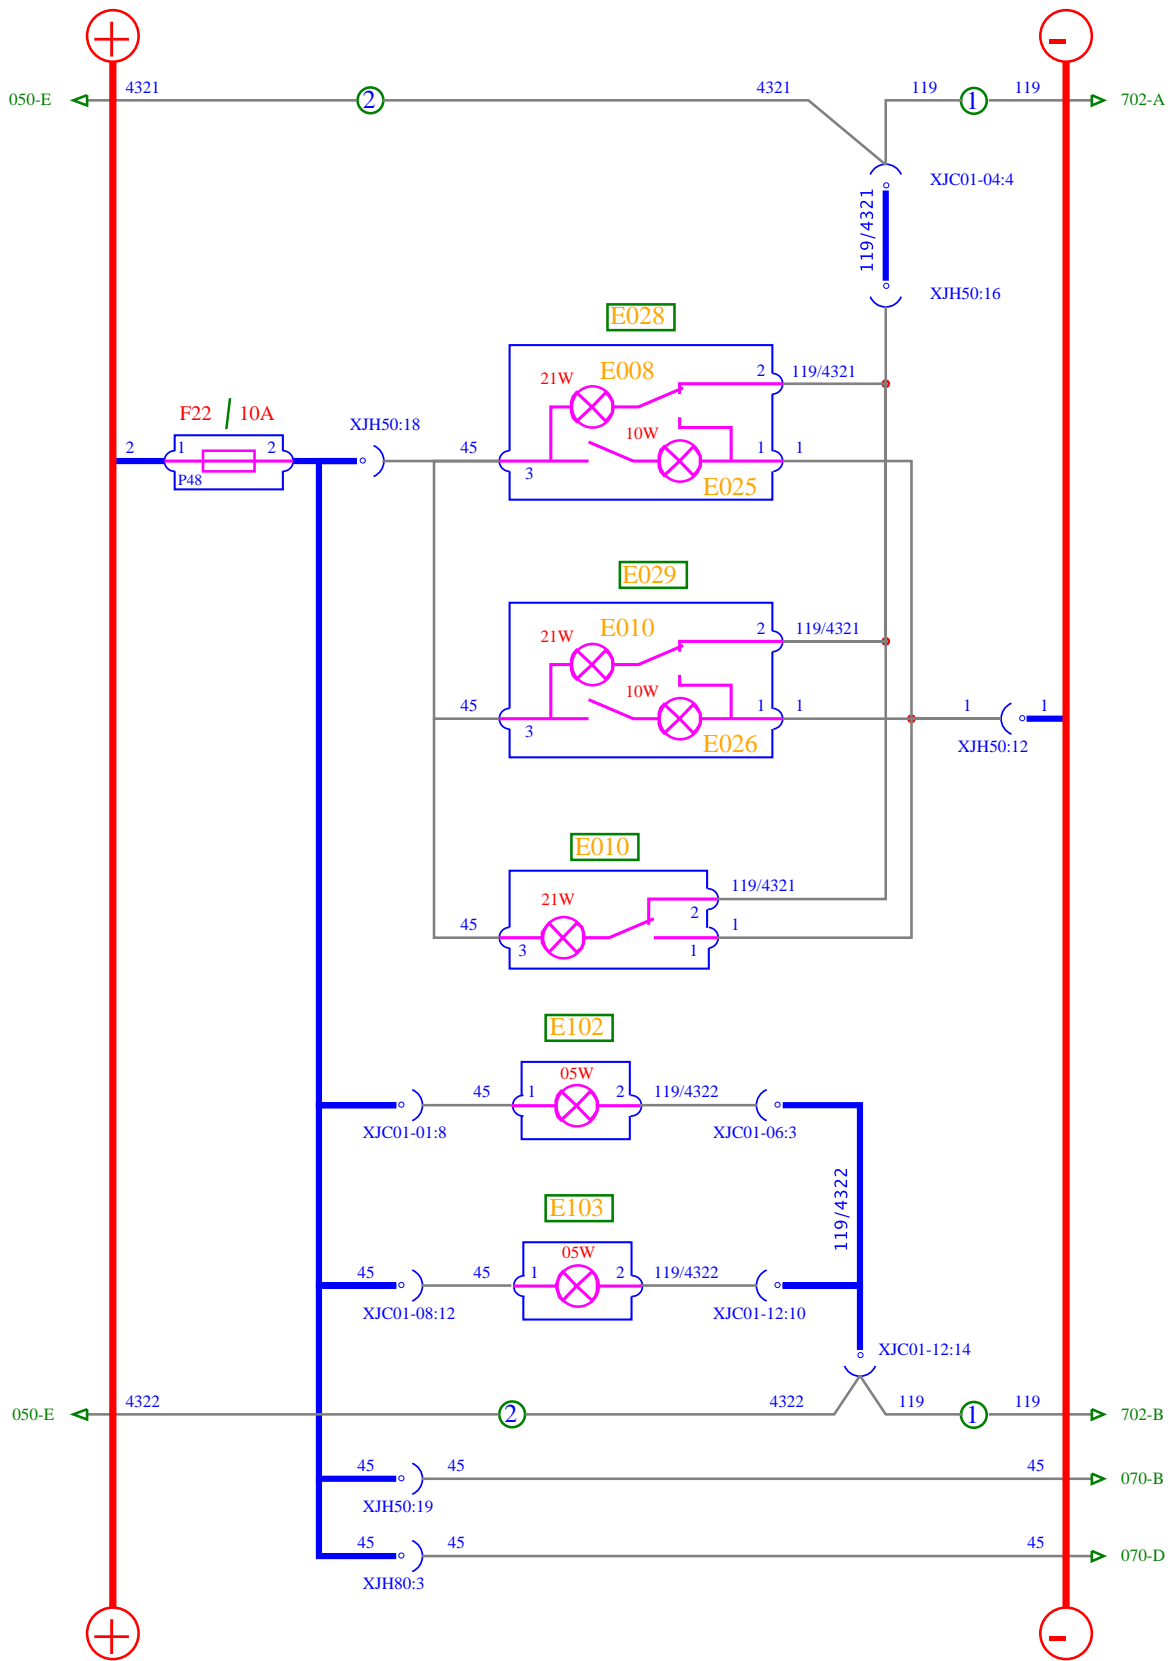 050-E 4321 2 4321 119 1 119 702-A
XJC01-04:4
119/4321
XJH50:16
E028
21W E008 2 119/4321
F22 / 10A
XJH50:18
10W
2 1 2 45 1 1
P48
3
E025
E029
21W E010 2 119/4321
10W
45 1 1 1 1
3
E026
XJH50:12
E010
21W 119/4321
2
45 1
3 1
E102
05W
45 1 2 119/4322
XJC01-01:8 XJC01-06:3
119/4322
E103
05W
45 45 1 2 119/4322
XJC01-08:12 XJC01-12:10
XJC01-12:14
050-E 4322 2 4322 119 1 119 702-B
45 45 45 070-B
XJH50:19
45 45 45 070-D
XJH80:3